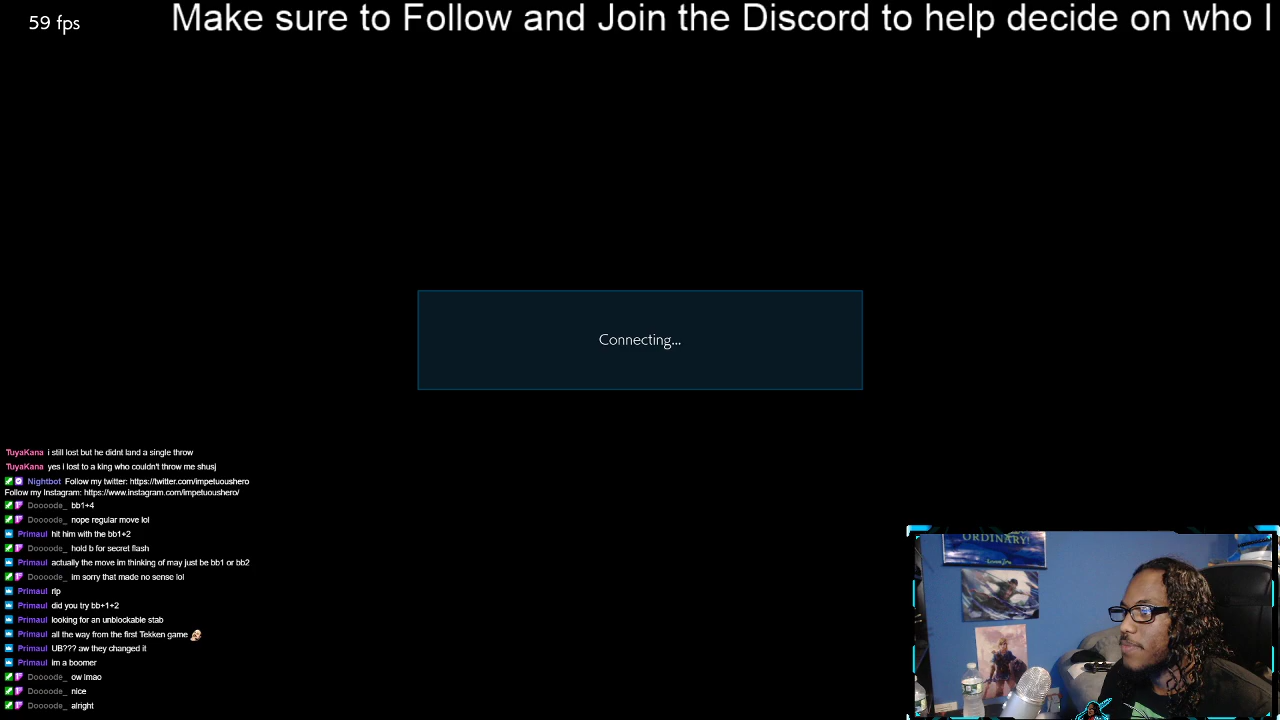 59 fps
Make sure to Follow and Join the Discord to help decide on who I
Connecting...
TuyaKana i still lost but he didnt land a single throw
TuyaKana yes i lost to a king who couldn't throw me shusj
Nightbot Follow my twitter: https://twitter.com/impetuoushero
Follow my Instagram: https://www.instagram.com/impetuoushero/
Doooode_ bb1+4
Doooode_ nope regular move lol
Primaul hit him with the bb1+2
Doooode_ hold b for secret flash
Primaul actually the move im thinking of may just be bb1 or bb2
Doooode_ im sorry that made no sense lol
Primaul rip
Primaul did you try bb+1+2
Primaul looking for an unblockable stab
Primaul all the way from the first Tekken game
Primaul UB??? aw they changed it
Primaul im a boomer
Doooode_ ow lmao
Doooode_ nice
Doooode_ alright
ORDINARY!